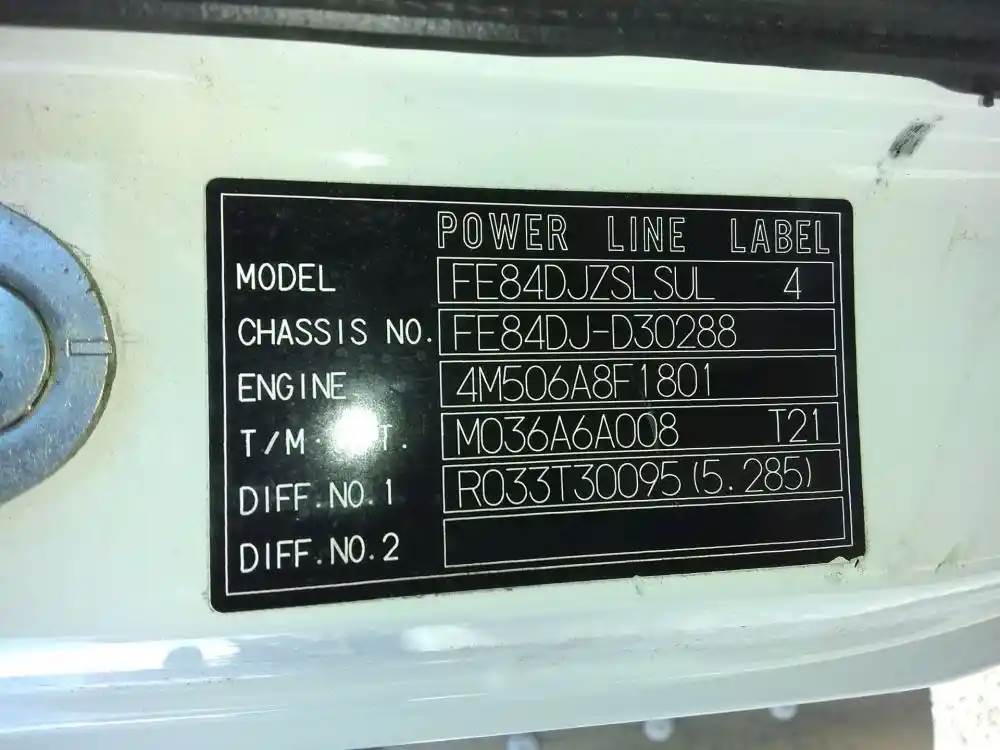 POWER LINE LABEL
MODEL FE84DJZSLSUL 4
CHASSIS NO. FE84DJ-D30288
ENGINE 4M506A8F1801
T/M T. M036A6A008 T21
DIFF.NO.1 R033T30095(5.285)
DIFF.NO.2